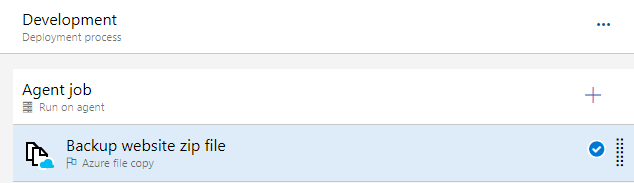 Development
Deployment process
Agent job
Run on agent
Backup website zip file
Azure file copy